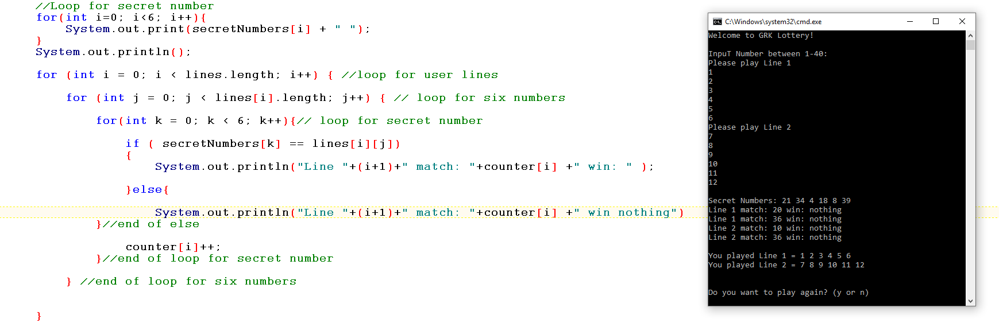 //Loop for secret number
for(int i=0; i<6; i++){
System.out.print(secretNumbers[i] + " ");
}
System.out.println();
for (int i = 0; i < lines.length; i++) { //loop for user lines
for (int j = 0; j < lines[i].length; j++) { // loop for six numbers
for(int k = 0; k < 6; k++){// loop for secret number
if ( secretNumbers[k] == lines[i][j])
{
System.out.println("Line "+(i+1)+" match: "+counter[i] +" win: " );
}else{
System.out.println("Line "+(i+1)+" match: "+counter[i] +" win nothing")
}//end of else
counter[i]++;
}//end of loop for secret number
} //end of loop for six numbers
}
C:\Windows\system32\cmd.exe
Welcome to GRK Lottery!
InpuT Number between 1-40:
Please play Line 1
1
2
3
4
5
6
Please play Line 2
7
8
9
10
11
12
Secret Numbers: 21 34 4 18 8 39
Line 1 match: 20 win: nothing
Line 1 match: 36 win: nothing
Line 2 match: 10 win: nothing
Line 2 match: 36 win: nothing
You played Line 1 = 1 2 3 4 5 6
You played Line 2 = 7 8 9 10 11 12
Do you want to play again? (y or n)